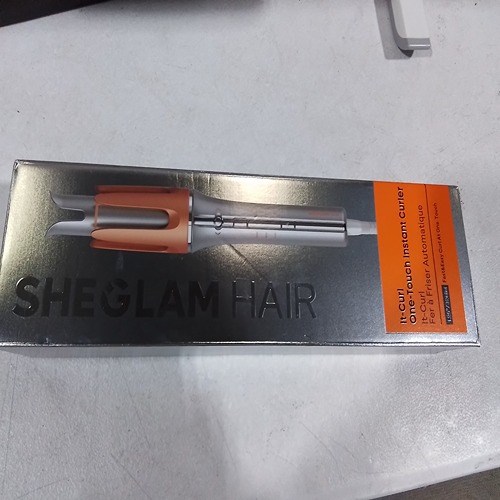 SHEGLAM HAIR
It-Curl
One-Touch Instant Curler
It-Curl
Fer à Friser Automatique